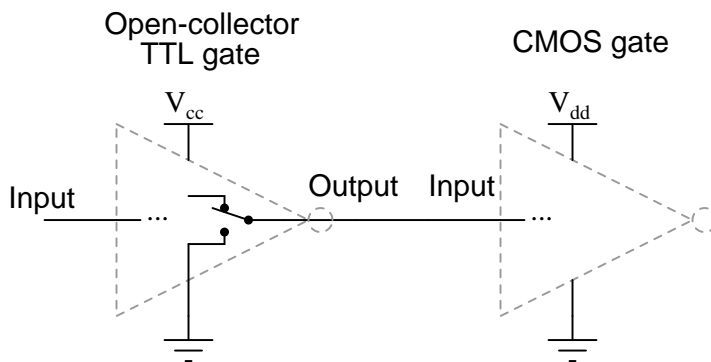 Open-collector
TTL gate
CMOS gate
Vcc
Vdd
Input
Output
Input
...
...